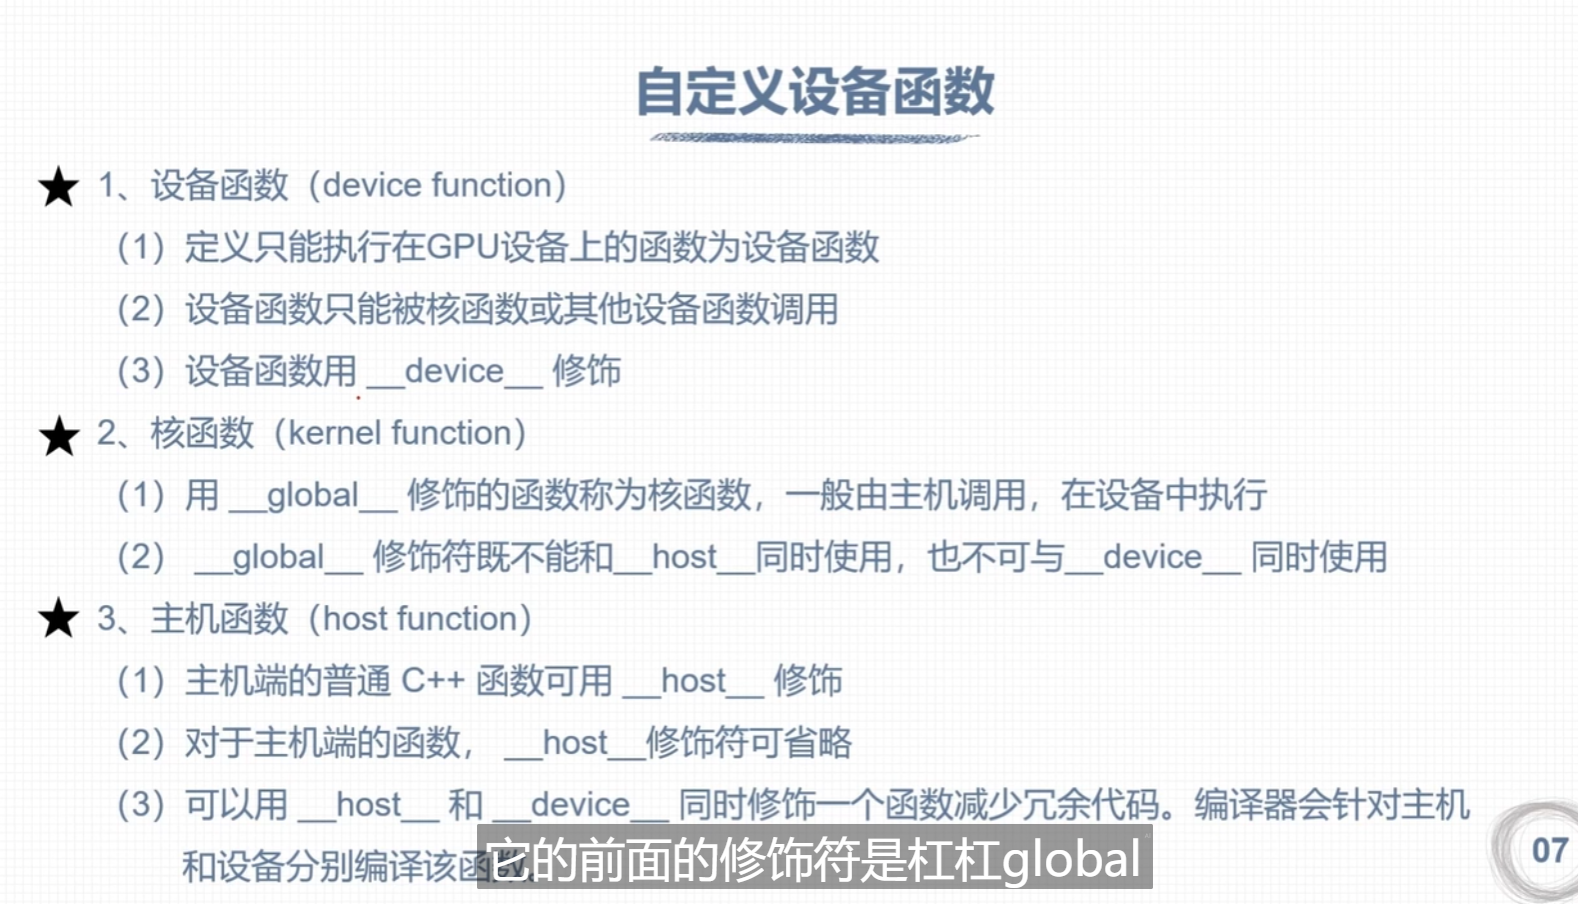 自定义设备函数
1、设备函数（device function）
（1）定义只能执行在GPU设备上的函数为设备函数
（2）设备函数只能被核函数或其他设备函数调用
（3）设备函数用 __device__ 修饰
2、核函数（kernel function）
（1）用 __global__ 修饰的函数称为核函数，一般由主机调用，在设备中执行
（2） __global__ 修饰符既不能和__host__同时使用，也不可与__device__ 同时使用
3、主机函数（host function）
（1）主机端的普通 C++ 函数可用 __host__ 修饰
（2）对于主机端的函数， __host__修饰符可省略
（3）可以用 __host__ 和 __device__ 同时修饰一个函数减少冗余代码。编译器会针对主机
和设备分别编译该函数。
它的前面的修饰符是杠杠global
07